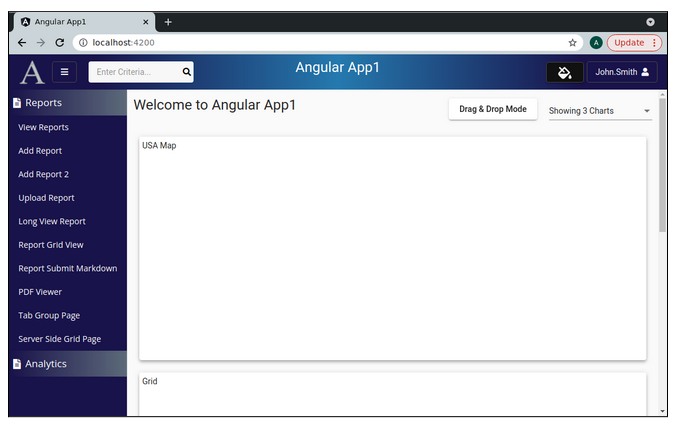 Angular App1
localhost:4200
A
Update
A
Enter Criteria...
Angular App1
John.Smith
Reports
View Reports
Add Report
Add Report 2
Upload Report
Long View Report
Report Grid View
Report Submit Markdown
PDF Viewer
Tab Group Page
Server Side Grid Page
Analytics
Welcome to Angular App1
Drag & Drop Mode
Showing 3 Charts
USA Map
Grid